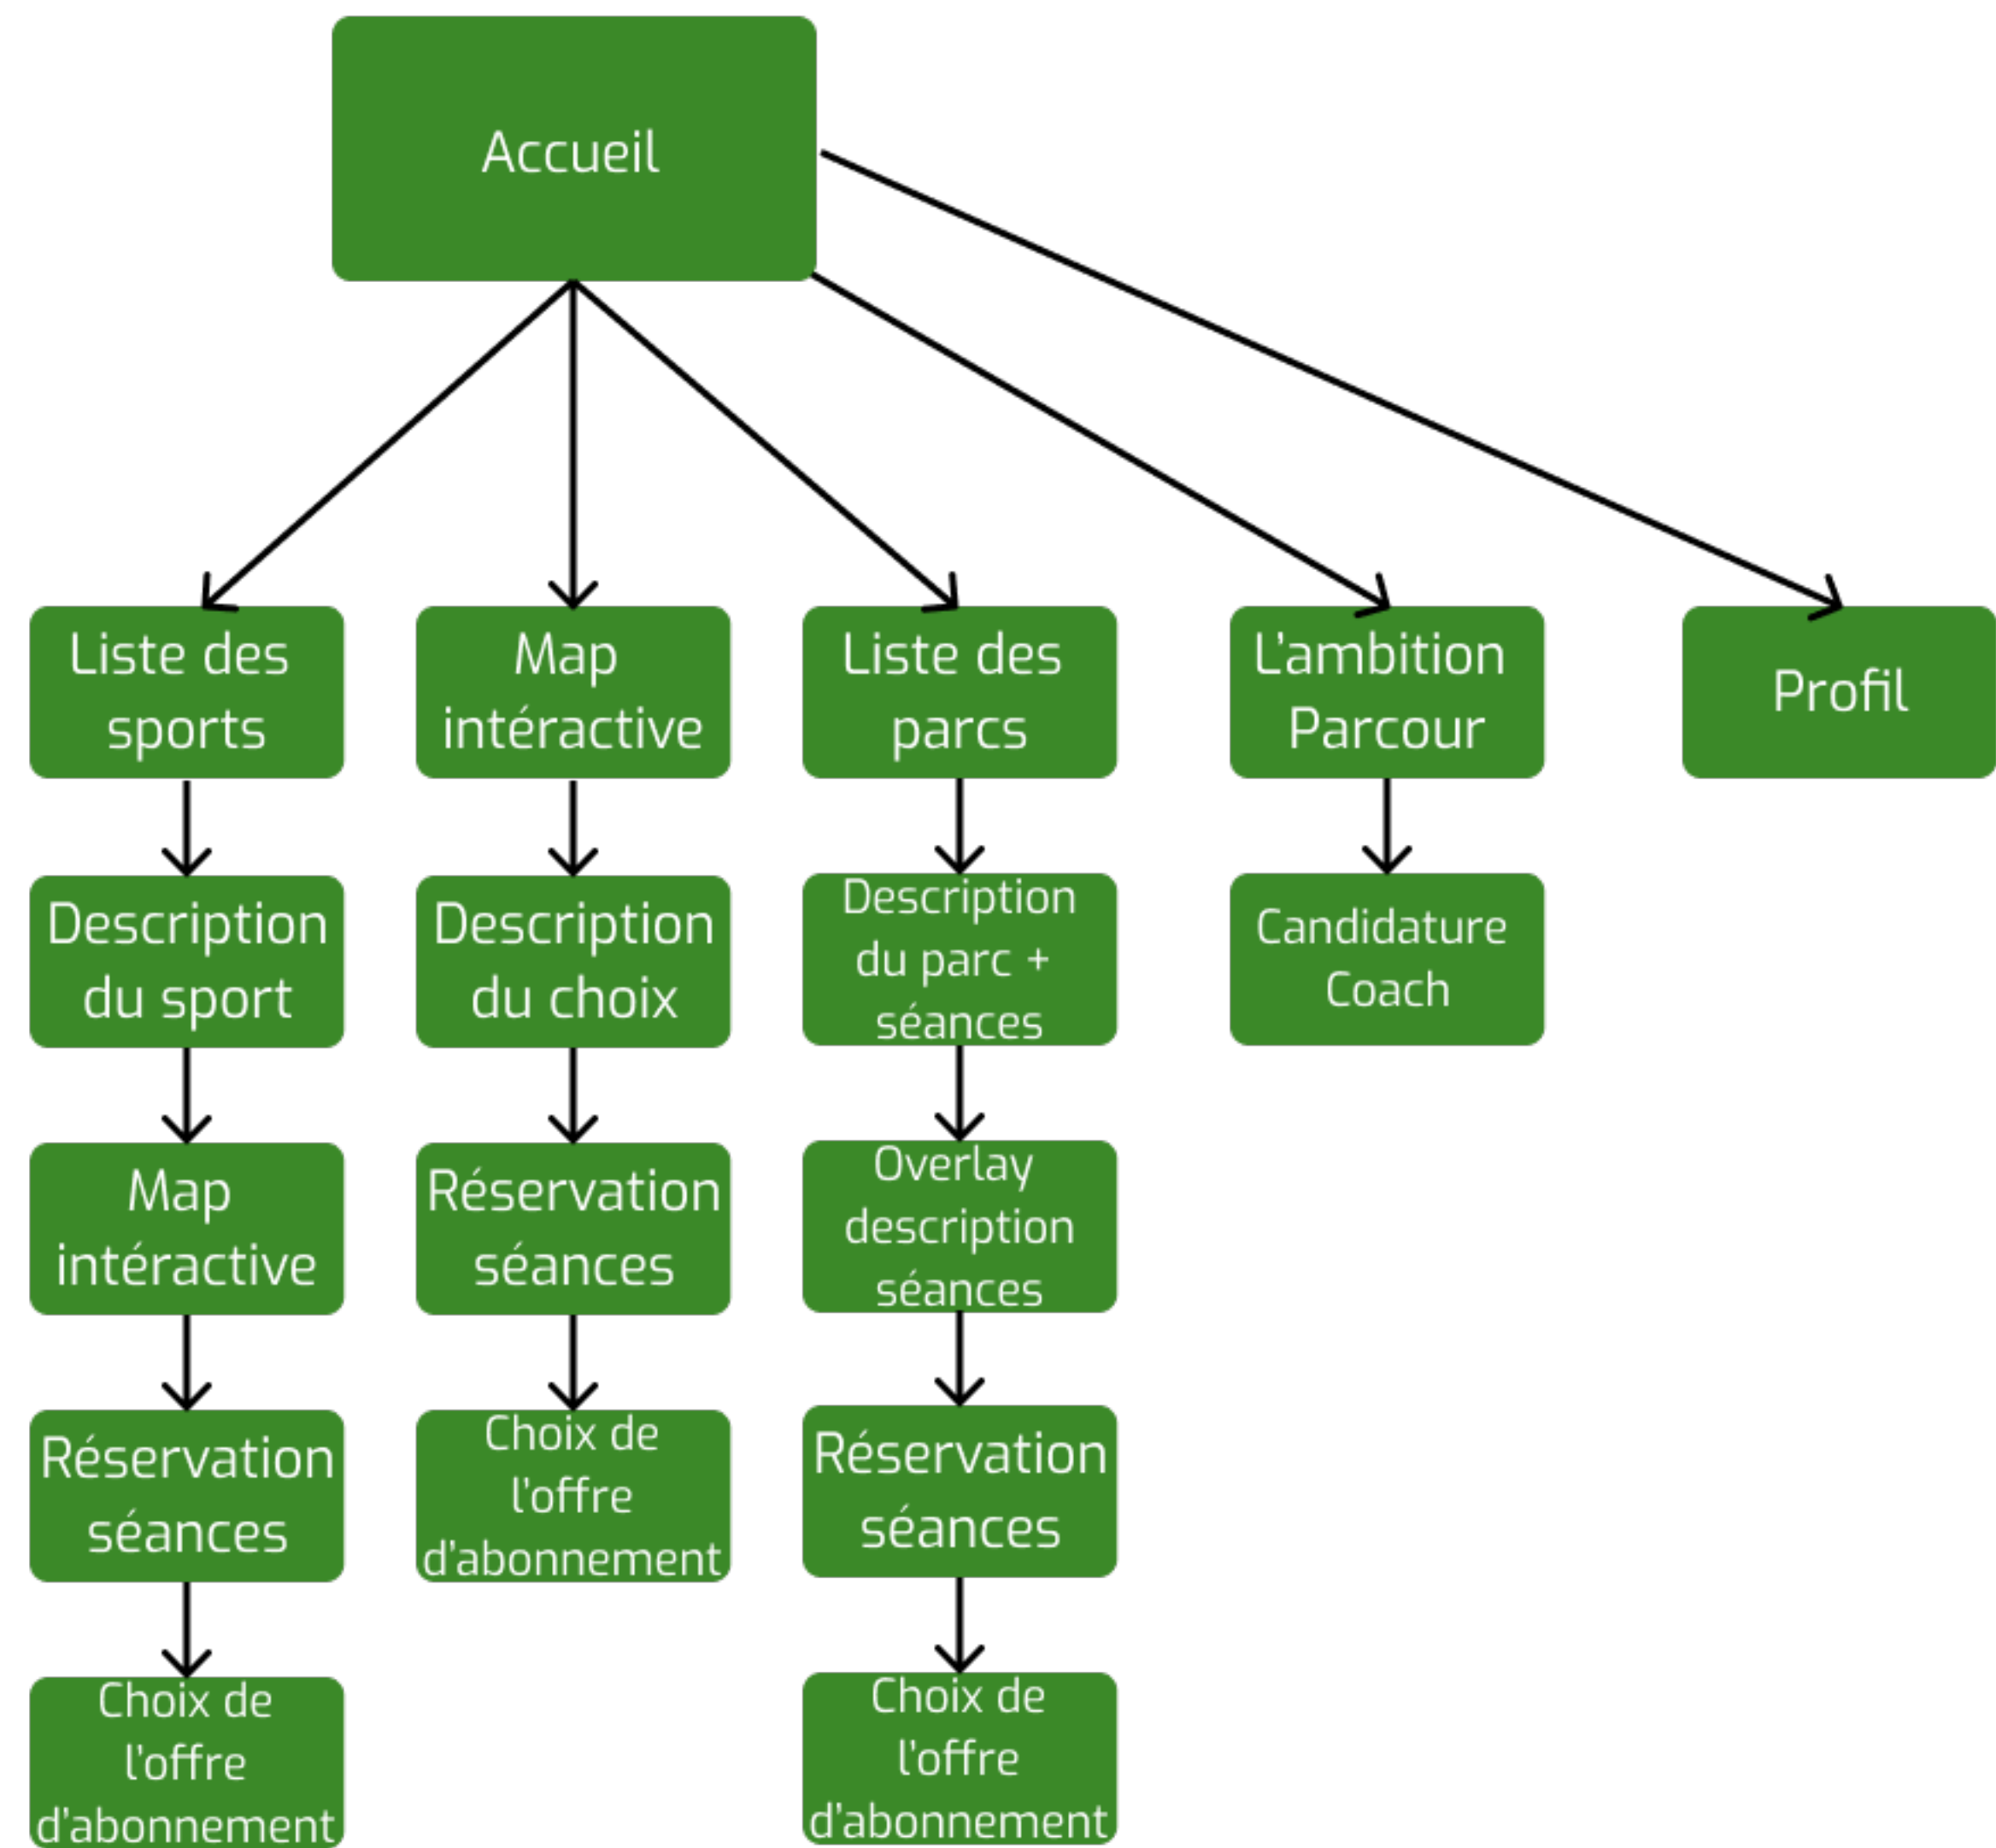 Accueil
Liste des
sports
Map
intéractive
Liste des
parcs
L'ambition
Parcour
Profil
Description
du sport
Description
du choix
Description
du parc +
séances
Candidature
Coach
Map
intéractive
Réservation
séances
Overlay
description
séances
Réservation
séances
Choix de
l'offre
d'abonnement
Réservation
séances
Choix de
l'offre
d'abonnement
Choix de
l'offre
d'abonnement